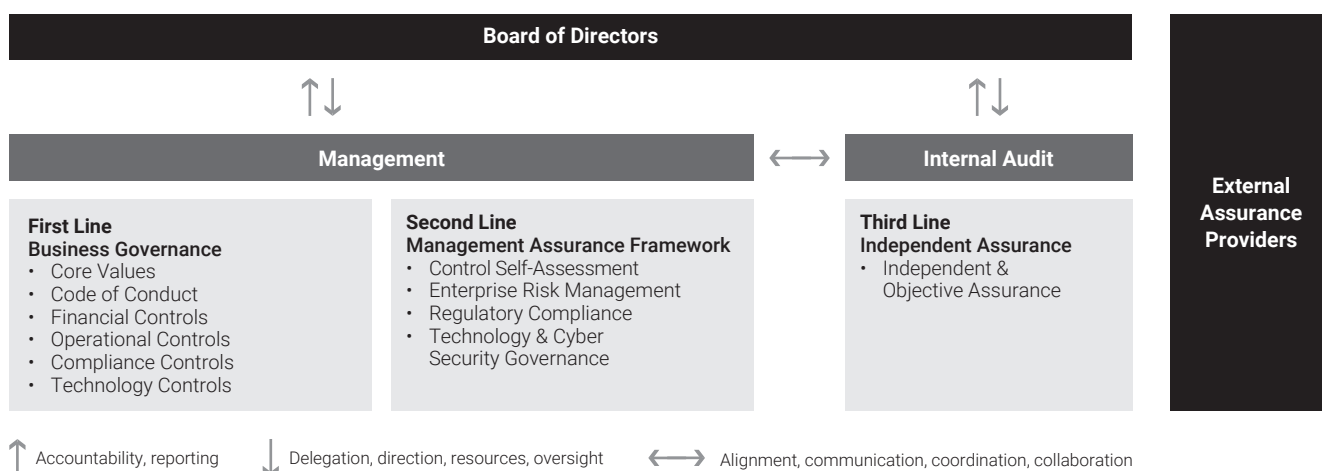 Board of Directors
Management
Internal Audit
External
Assurance
Providers
First Line
Business Governance
• Core Values
• Code of Conduct
• Financial Controls
• Operational Controls
• Compliance Controls
• Technology Controls
Second Line
Management Assurance Framework
• Control Self-Assessment
• Enterprise Risk Management
• Regulatory Compliance
• Technology & Cyber
Security Governance
Third Line
Independent Assurance
• Independent &
Objective Assurance
Accountability, reporting
Delegation, direction, resources, oversight
Alignment, communication, coordination, collaboration